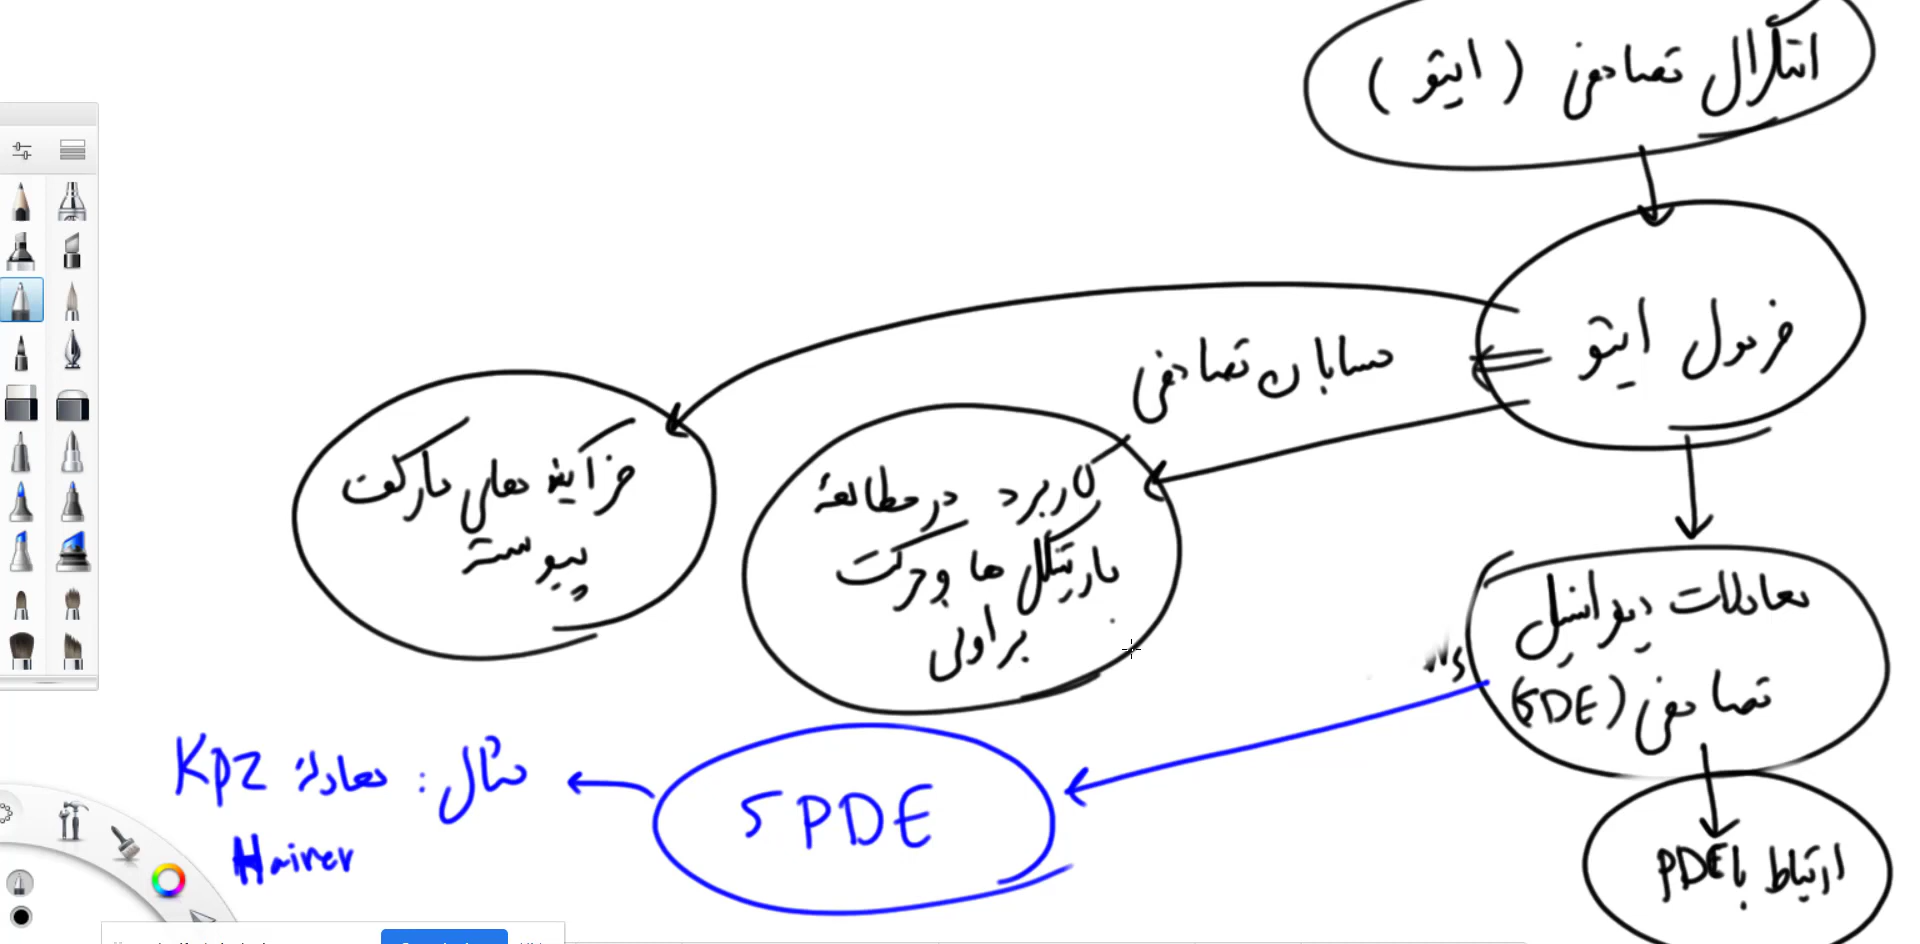 انتگرال تصادفی (ایتو)
فرمول ایتو
حسابان تصادفی
فرآیندهای مارکف
پیوسته
کاربرد در مطالعهٔ
مارتینگل ها و حرکت
براونی
معادلات دیفرانسیل
تصادفی (SDE)
SPDE
مثال: معادلهٔ KPZ
Hairer
ارتباط با PDE